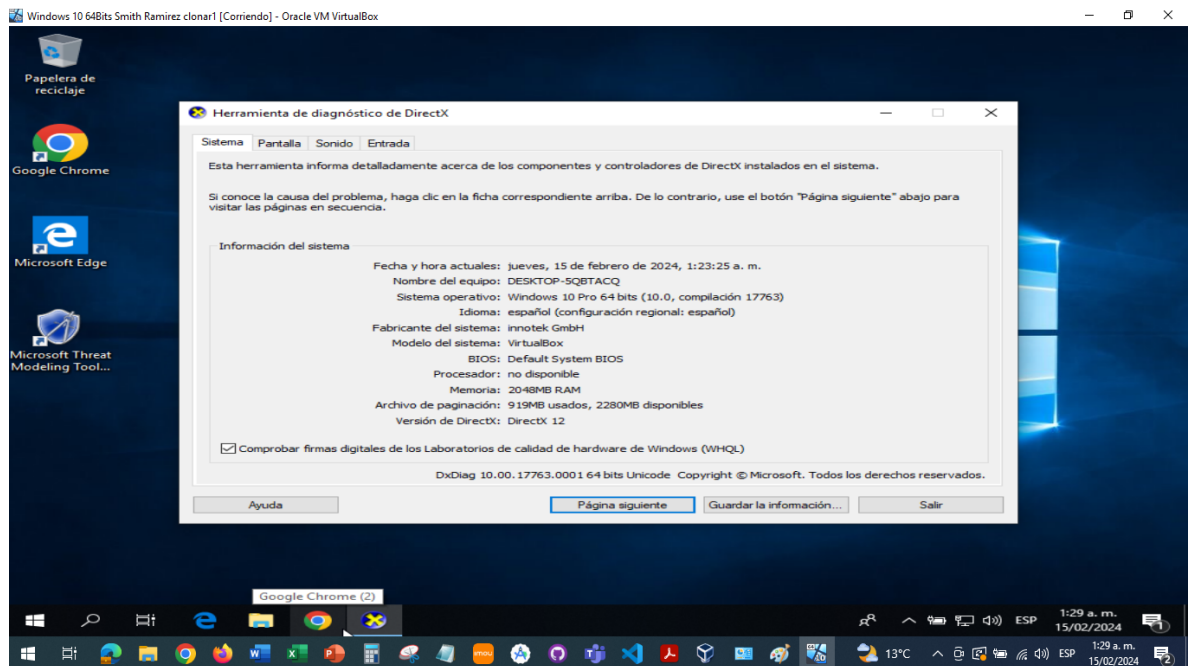 Windows 10 64Bits Smith Ramirez clonar1 [Corriendo] - Oracle VM VirtualBox
Papelera de
reciclaje
Google Chrome
Microsoft Edge
Microsoft Threat
Modeling Tool...
Herramienta de diagnóstico de DirectX
Sistema Pantalla Sonido Entrada
Esta herramienta informa detalladamente acerca de los componentes y controladores de DirectX instalados en el sistema.
Si conoce la causa del problema, haga clic en la ficha correspondiente arriba. De lo contrario, use el botón "Página siguiente" abajo para
visitar las páginas en secuencia.
Información del sistema
Fecha y hora actuales: jueves, 15 de febrero de 2024, 1:23:25 a. m.
Nombre del equipo: DESKTOP-5QBTACQ
Sistema operativo: Windows 10 Pro 64 bits (10.0, compilación 17763)
Idioma: español (configuración regional: español)
Fabricante del sistema: innotek GmbH
Modelo del sistema: VirtualBox
BIOS: Default System BIOS
Procesador: no disponible
Memoria: 2048MB RAM
Archivo de paginación: 919MB usados, 2280MB disponibles
Versión de DirectX: DirectX 12
Comprobar firmas digitales de los Laboratorios de calidad de hardware de Windows (WHQL)
DxDiag 10.00.17763.0001 64 bits Unicode Copyright © Microsoft. Todos los derechos reservados.
Ayuda Página siguiente Guardar la información... Salir
Google Chrome (2)
ESP 1:29 a. m.
15/02/2024
1
13°C ESP 1:29 a. m.
15/02/2024
2